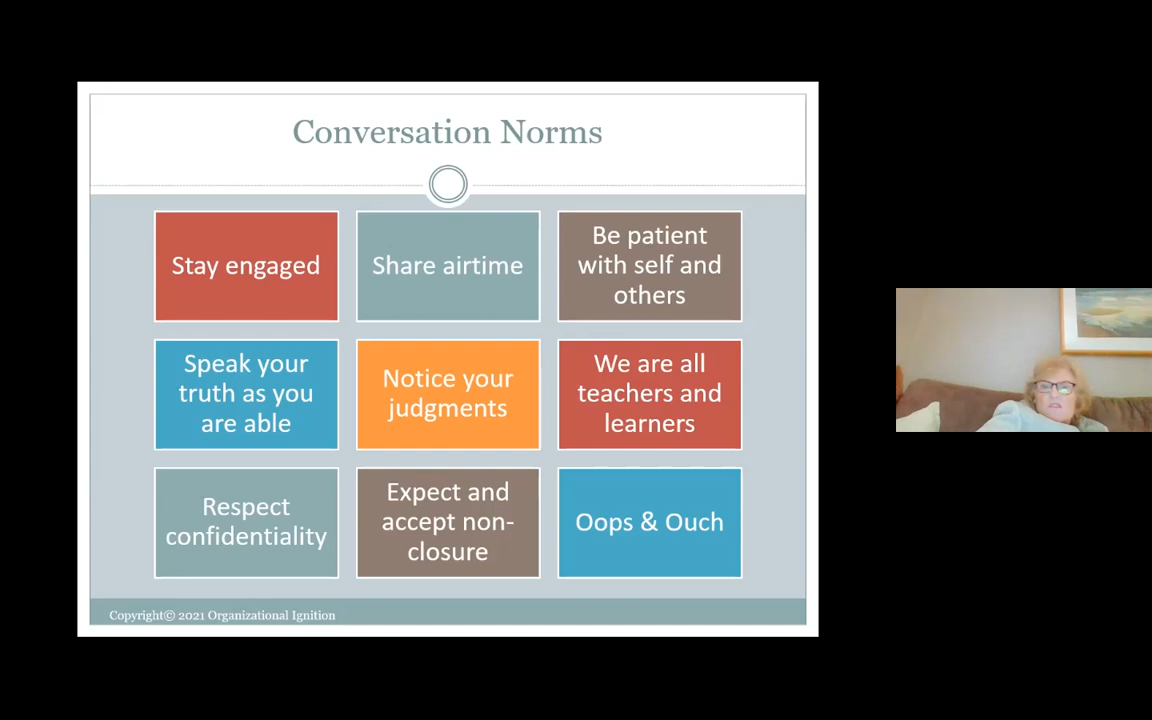 Conversation Norms
Stay engaged
Share airtime
Be patient
with self and
others
Speak your
truth as you
are able
Notice your
judgments
We are all
teachers and
learners
Respect
confidentiality
Expect and
accept non-
closure
Oops & Ouch
Copyright© 2021 Organizational Ignition